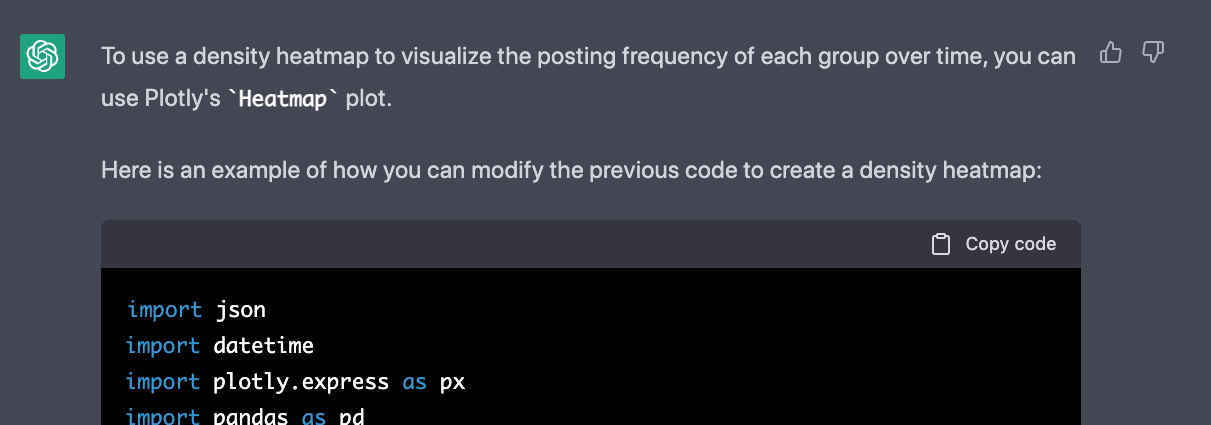 To use a density heatmap to visualize the posting frequency of each group over time, you can
use Plotly's `Heatmap` plot.
Here is an example of how you can modify the previous code to create a density heatmap:
Copy code
import json
import datetime
import plotly.express as px
import pandas as pd